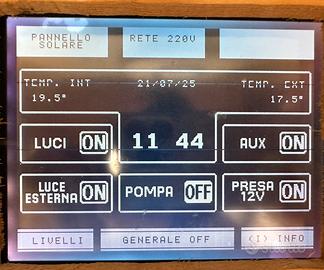 PANNELLO
SOLARE
RETE 220V
TEMP. INT
21/07/25
TEMP. EXT
19.5°
17.5°
LUCI ON
11 44
AUX ON
LUCE
ESTERNA ON
POMPA OFF
PRESA
12V ON
LIVELLI
GENERALE OFF
(I) INFO